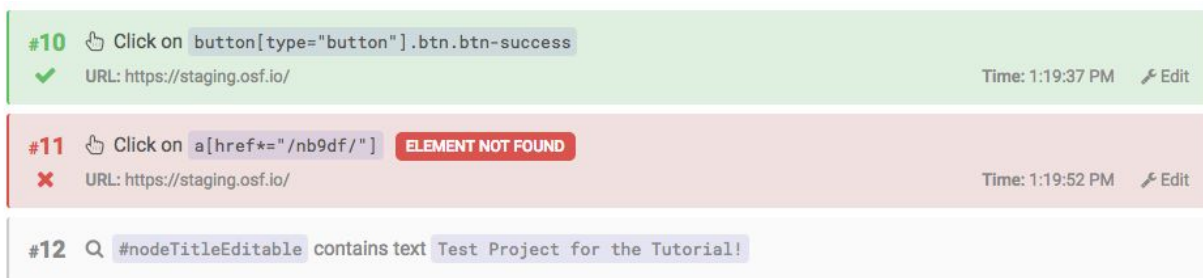 #10 Click on button[type="button"].btn.btn-success
URL: https://staging.osf.io/ Time: 1:19:37 PM Edit
#11 Click on a[href*="/nb9df/"] ELEMENT NOT FOUND
URL: https://staging.osf.io/ Time: 1:19:52 PM Edit
#12 #nodeTitleEditable contains text Test Project for the Tutorial!